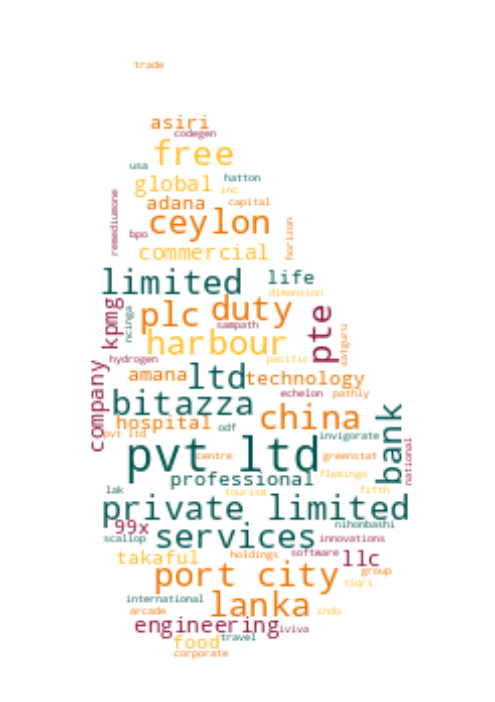 trade
asiri
codegen
free
usa
hatton
global
inc
remediumone
adana
capital
ceylon
horizon
bpo
commercial
limited
life
dimension
kpmg
plc
duty
pte
ncinga
sampath
harbour
satguru
hydrogen
pacific
company
amana
ltd
technology
echelon
pathly
bitazza
china
bank
hospital
odf
pvt ltd
invigorate
national
pvt ltd
centre
greenstat
professional
flamingo
lak
tourism
fifth
private limited
99x
nihonbashi
scallop
services
innovations
takaful
holdings
software
llc
port city
group
tiqri
international
lanka
arcade
indo
engineering
iviva
food
travel
corporate